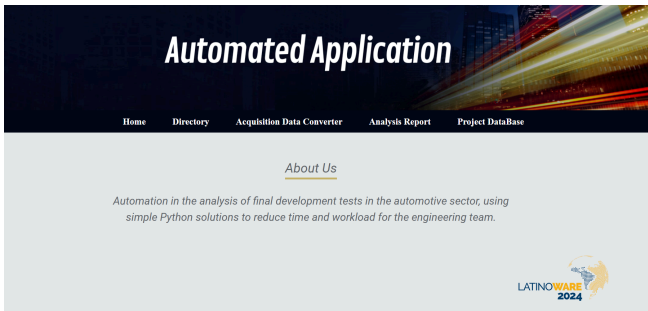 Automated Application
Home Directory Acquisition Data Converter Analysis Report Project DataBase
About Us
Automation in the analysis of final development tests in the automotive sector, using
simple Python solutions to reduce time and workload for the engineering team.
LATINOWARE
2024